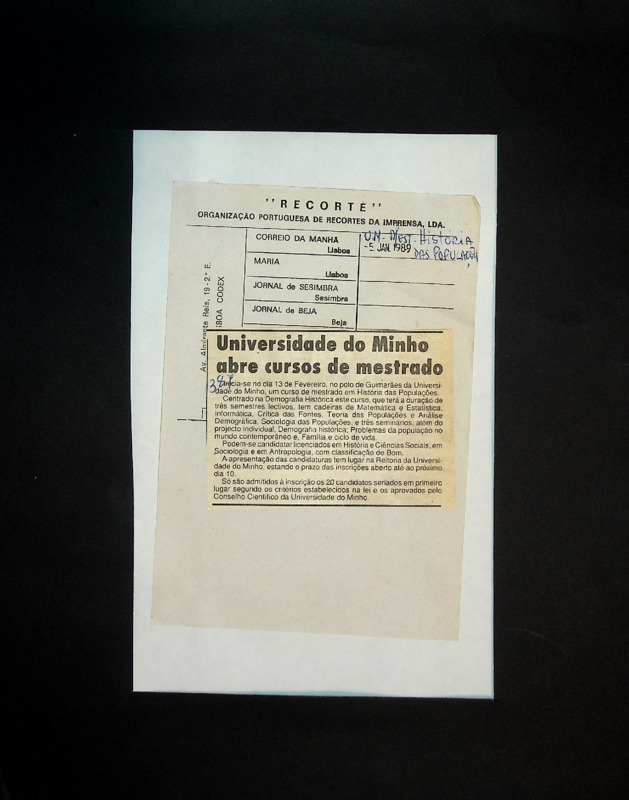 "RECORTE"
ORGANIZAÇÃO PORTUGUESA DE RECORTES DA IMPRENSA, LDA.
CORREIO DA MANHÃ
Lisboa
MARIA
Lisboa
JORNAL de SESIMBRA
Sesimbra
JORNAL de BEJA
Beja
U.M. MEST. HISTÓRIA
-5. JAN. 1989
DAS POPULAÇÕES
Av. Almirante Reis, 19-2.º E.
LISBOA CODEX
Universidade do Minho
abre cursos de mestrado
Inicia-se no dia 13 de Fevereiro, no polo de Guimarães da Universi-
dade do Minho, um curso de mestrado em História das Populações.
Centrado na Demografia Histórica este curso, que terá a duração de
três semestres lectivos, tem cadeiras de Matemática e Estatística,
Informática, Crítica das Fontes, Teoria das Populações e Análise
Demográfica, Sociologia das Populações, e três seminários, além do
projecto individual, Demografia histórica; Problemas da população no
mundo contemporâneo e, Família e ciclo de vida.
Podem-se candidatar licenciados em História e Ciências Sociais, em
Sociologia e em Antropologia, com classificação de Bom.
A apresentação das candidaturas tem lugar na Reitoria da Universi-
dade do Minho, estando o prazo das inscrições aberto até ao próximo
dia 10.
Só são admitidos à inscrição os 20 candidatos seriados em primeiro
lugar segundo os critérios estabelecidos na lei e os aprovados pelo
Conselho Científico da Universidade do Minho.